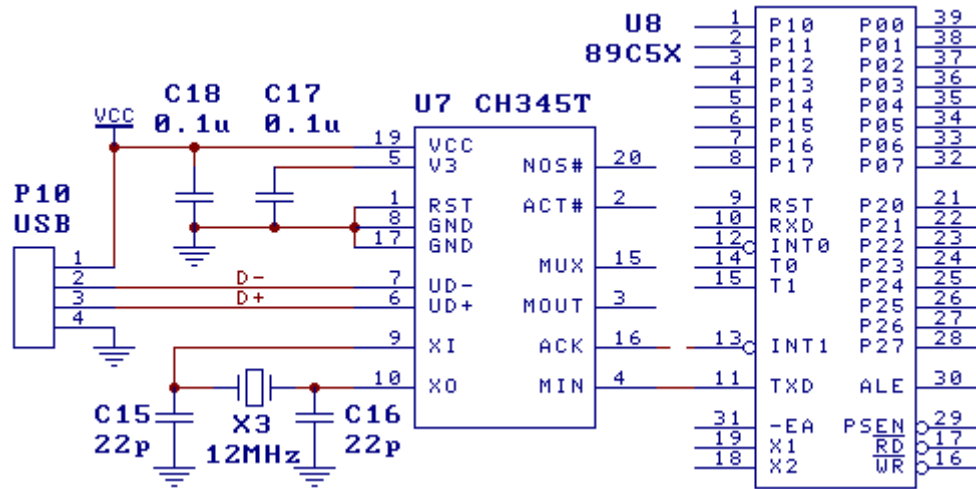 U8
89C5X
C18
0.1u
C17
0.1u
VCC
U7 CH345T
P10
USB
1
2
3
4
D-
D+
19 VCC
5 V3
1 RST
8 GND
17 GND
7 UD-
6 UD+
9 XI
10 XO
NOS# 20
ACT# 2
MUX 15
MOUT 3
ACK 16
MIN 4
C15
22p
X3
12MHz
C16
22p
1 P10
2 P11
3 P12
4 P13
5 P14
6 P15
7 P16
8 P17
9 RST
10 RXD
12 INT0
14 T0
15 T1
13 INT1
11 TXD
31 -EA
19 X1
18 X2
P00 39
P01 38
P02 37
P03 36
P04 35
P05 34
P06 33
P07 32
P20 21
P21 22
P22 23
P23 24
P24 25
P25 26
P26 27
P27 28
ALE 30
PSEN 29
RD 17
WR 16